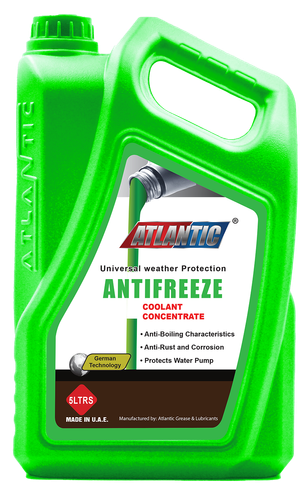 ATLANTIC
ATLANTIC®
Universal weather Protection
ANTIFREEZE
COOLANT
CONCENTRATE
• Anti-Boiling Characteristics
• Anti-Rust and Corrosion
• Protects Water Pump
German
Technology
5LTRS
MADE IN U.A.E.
Manufactured by: Atlantic Grease & Lubricants